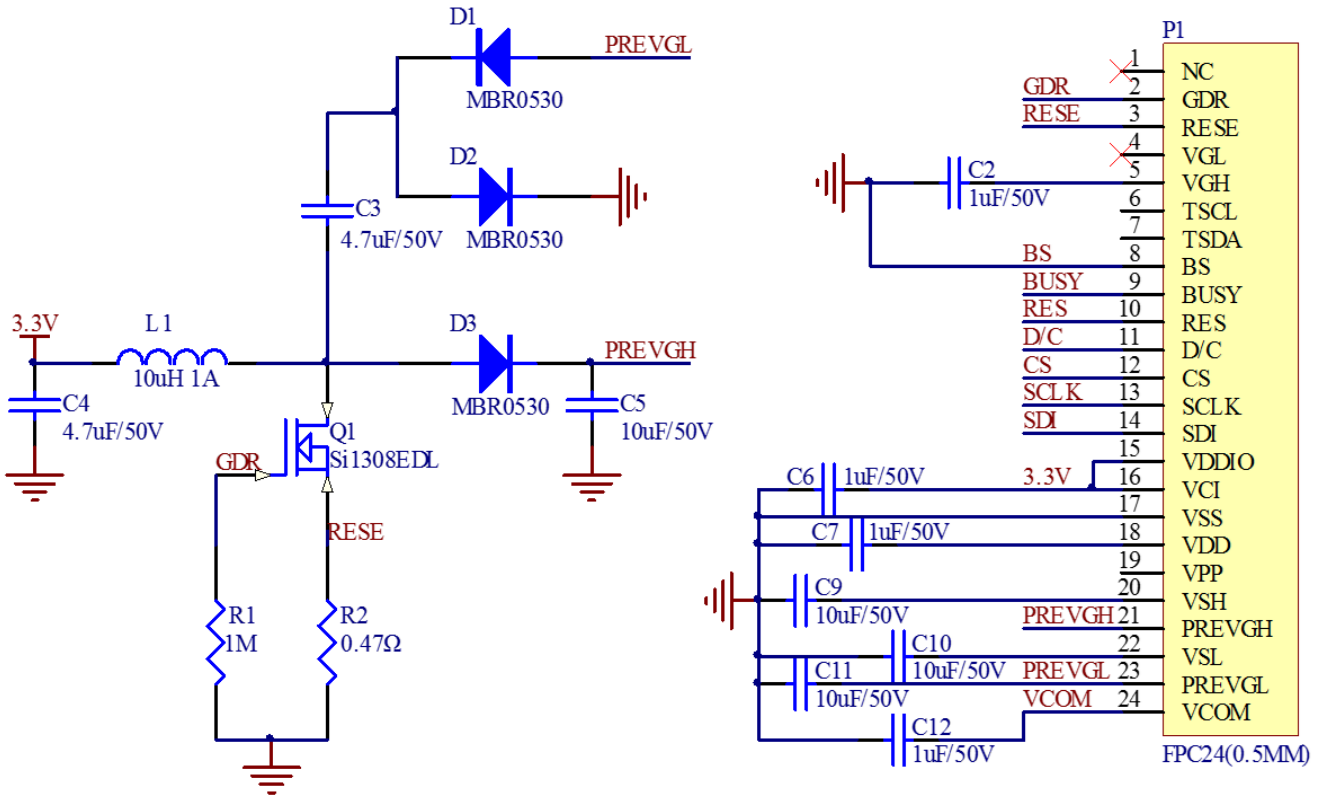 D1
PREVGL
MBR0530
D2
MBR0530
C3
4.7uF/50V
3.3V
L1
10uH 1A
D3
PREVGH
MBR0530
C4
4.7uF/50V
C5
10uF/50V
Q1
Si1308EDL
GDR
RESE
R1
1M
R2
0.47Ω
P1
1 NC
GDR 2 GDR
RESE 3 RESE
4 VGL
C2
1uF/50V
5 VGH
6 TSCL
7 TSDA
BS 8 BS
BUSY 9 BUSY
RES 10 RES
D/C 11 D/C
CS 12 CS
SCLK 13 SCLK
SDI 14 SDI
15 VDDIO
C6 1uF/50V 3.3V 16 VCI
17 VSS
C7 1uF/50V 18 VDD
19 VPP
C9
10uF/50V
20 VSH
PREVGH 21 PREVGH
C10
10uF/50V
22 VSL
C11
10uF/50V
PREVGL 23 PREVGL
VCOM 24 VCOM
C12
1uF/50V
FPC24(0.5MM)